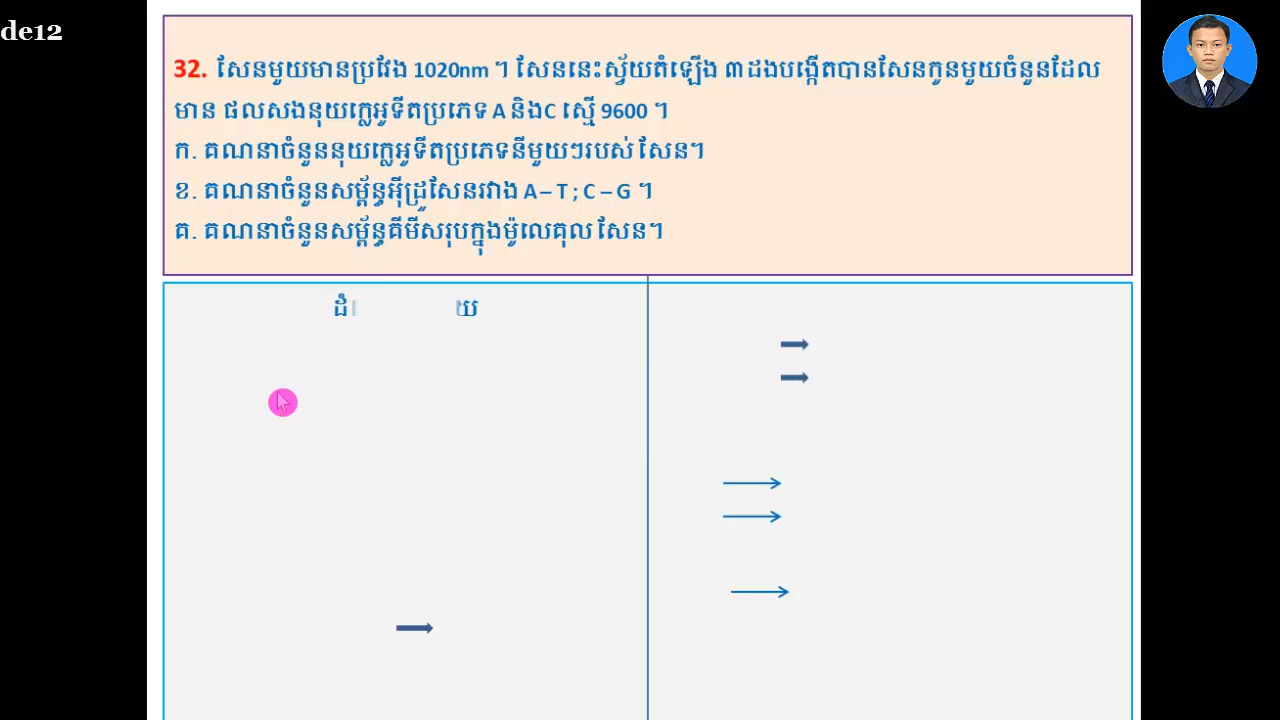 de12
32. សែនមួយមានប្រវែង 1020nm ។ សែននេះស្វ័យតំឡើង ៣ដងបង្កើតបានសែនកូនមួយចំនួនដែល
មាន ផលសងនុយក្លេអូទីតប្រភេទ A និងC ស្មើ 9600 ។
ក. គណនាចំនួននុយក្លេអូទីតប្រភេទនីមួយៗរបស់ សែន។
ខ. គណនាចំនួនសម្ព័ន្ធអ៊ីដ្រូសែនរវាង A – T ; C – G ។
គ. គណនាចំនួនសម្ព័ន្ធគីមីសរុបក្នុងម៉ូលេគុល សែន។